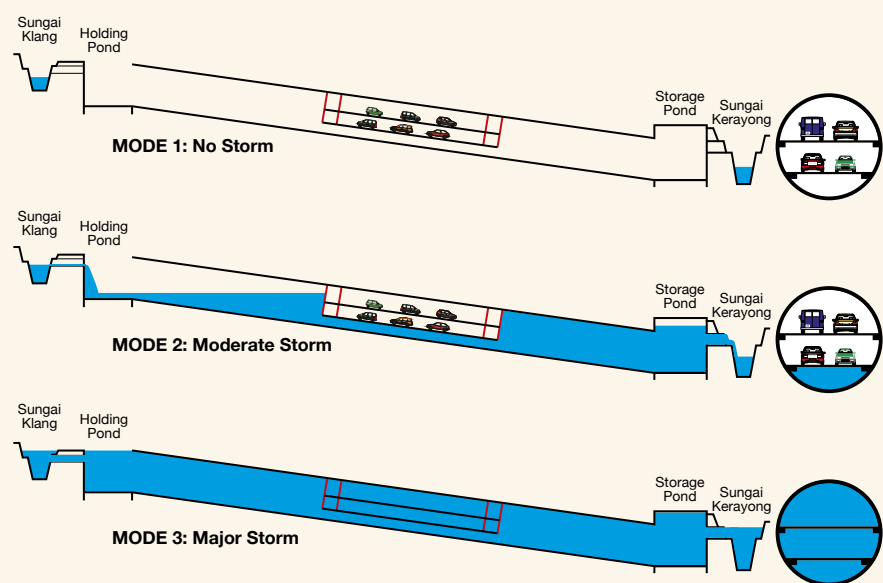 Sungai
Klang
Holding
Pond
Storage
Pond
Sungai
Kerayong
MODE 1: No Storm
Sungai
Klang
Holding
Pond
Storage
Pond
Sungai
Kerayong
MODE 2: Moderate Storm
Sungai
Klang
Holding
Pond
Storage
Pond
Sungai
Kerayong
MODE 3: Major Storm